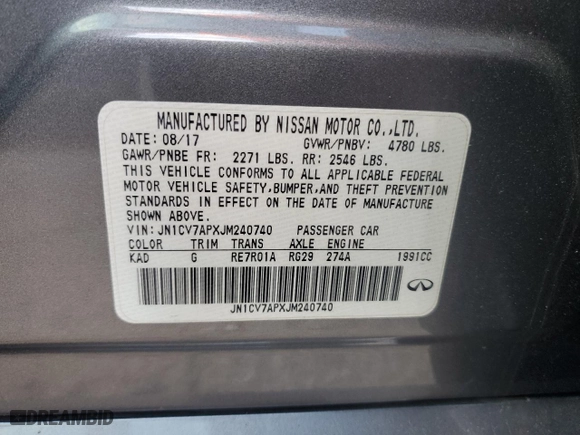 MANUFACTURED BY NISSAN MOTOR CO.,LTD.
DATE: 08/17 GVWR/PNBV: 4780 LBS.
GAWR/PNBE FR: 2271 LBS. RR: 2546 LBS.
THIS VEHICLE CONFORMS TO ALL APPLICABLE FEDERAL
MOTOR VEHICLE SAFETY,BUMPER,AND THEFT PREVENTION
STANDARDS IN EFFECT ON THE DATE OF MANUFACTURE
SHOWN ABOVE.
VIN: JN1CV7APXJM240740 PASSENGER CAR
COLOR TRIM TRANS AXLE ENGINE
KAD G RE7R01A RG29 274A 1991CC
JN1CV7APXJM240740
DREAMBID